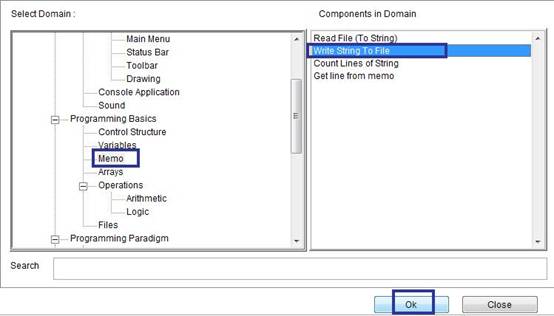 Select Domain :
Components in Domain
Main Menu
Status Bar
Toolbar
Drawing
Console Application
Sound
Programming Basics
Control Structure
Variables
Memo
Arrays
Operations
Arithmetic
Logic
Files
Programming Paradigm
Read File (To String)
Write String To File
Count Lines of String
Get line from memo
Search
Ok
Close